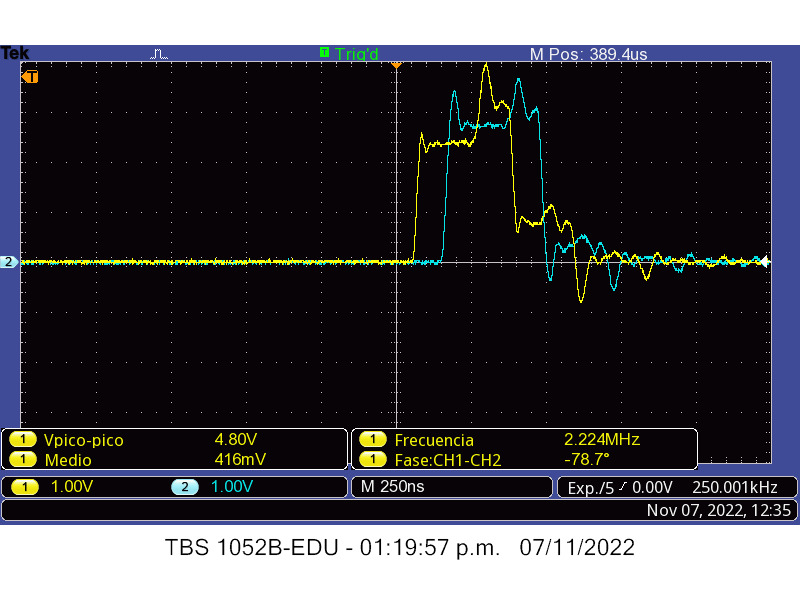 Tek T Trig'd M Pos: 389.4us
T
2
1 Vpico-pico 4.80V 1 Frecuencia 2.224MHz
1 Medio 416mV 1 Fase:CH1-CH2 -78.7°
1 1.00V 2 1.00V M 250ns Exp./5 0.00V 250.001kHz
Nov 07, 2022, 12:35
TBS 1052B-EDU - 01:19:57 p.m. 07/11/2022